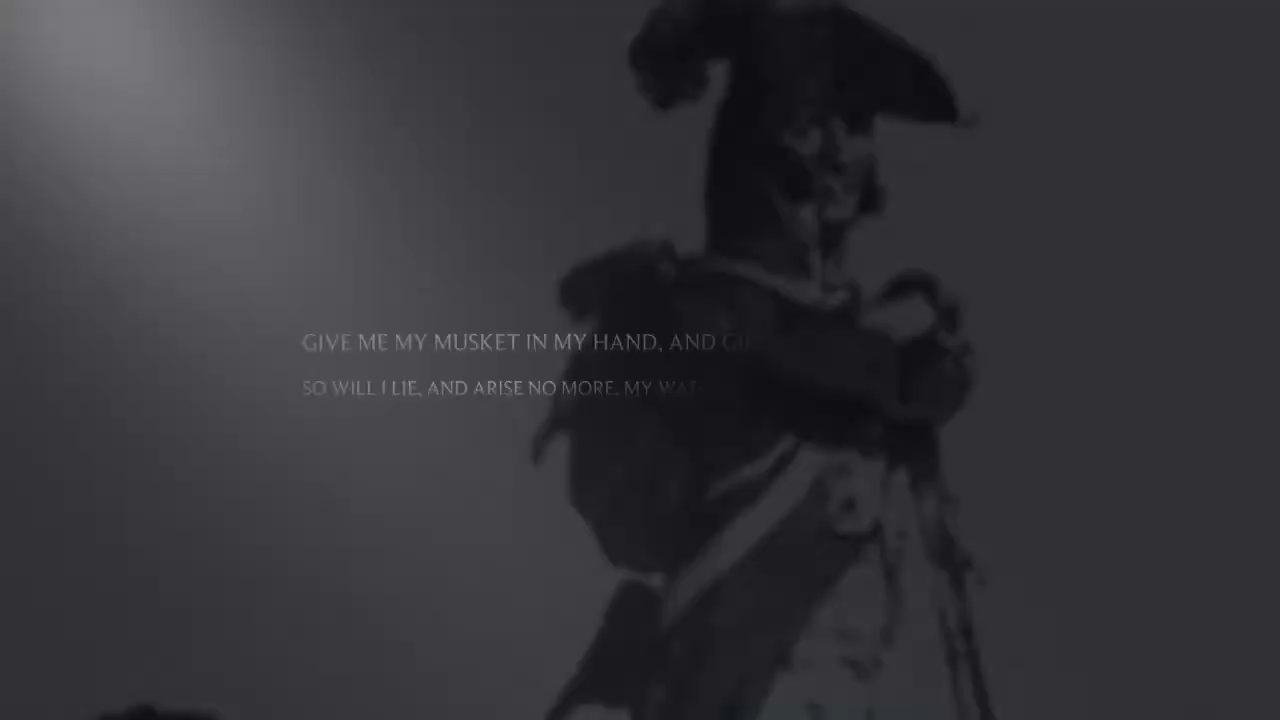 GIVE ME MY MUSKET IN MY HAND, AND
SO WILL I LIE, AND ARISE NO MORE, MY